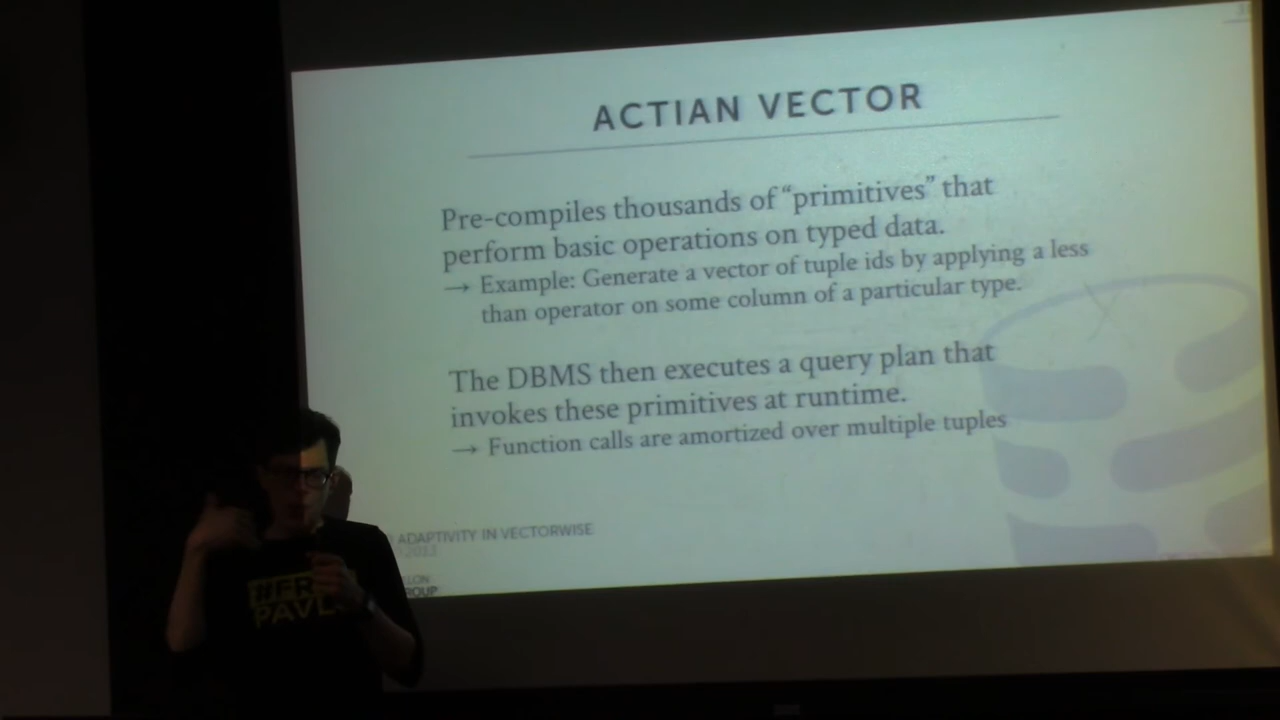 ACTIAN VECTOR
Pre-compiles thousands of “primitives” that
perform basic operations on typed data.
→ Example: Generate a vector of tuple ids by applying a less
than operator on some column of a particular type.
The DBMS then executes a query plan that
invokes these primitives at runtime.
→ Function calls are amortized over multiple tuples
ADAPTIVITY IN VECTORWISE
#FR
PAVL